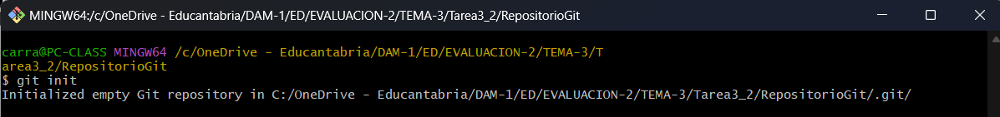 MINGW64:/c/OneDrive - Educantabria/DAM-1/ED/EVALUACION-2/TEMA-3/Tarea3_2/RepositorioGit
carra@PC-CLASS MINGW64 /c/OneDrive - Educantabria/DAM-1/ED/EVALUACION-2/TEMA-3/T
area3_2/RepositorioGit
$ git init
Initialized empty Git repository in C:/OneDrive - Educantabria/DAM-1/ED/EVALUACION-2/TEMA-3/Tarea3_2/RepositorioGit/.git/